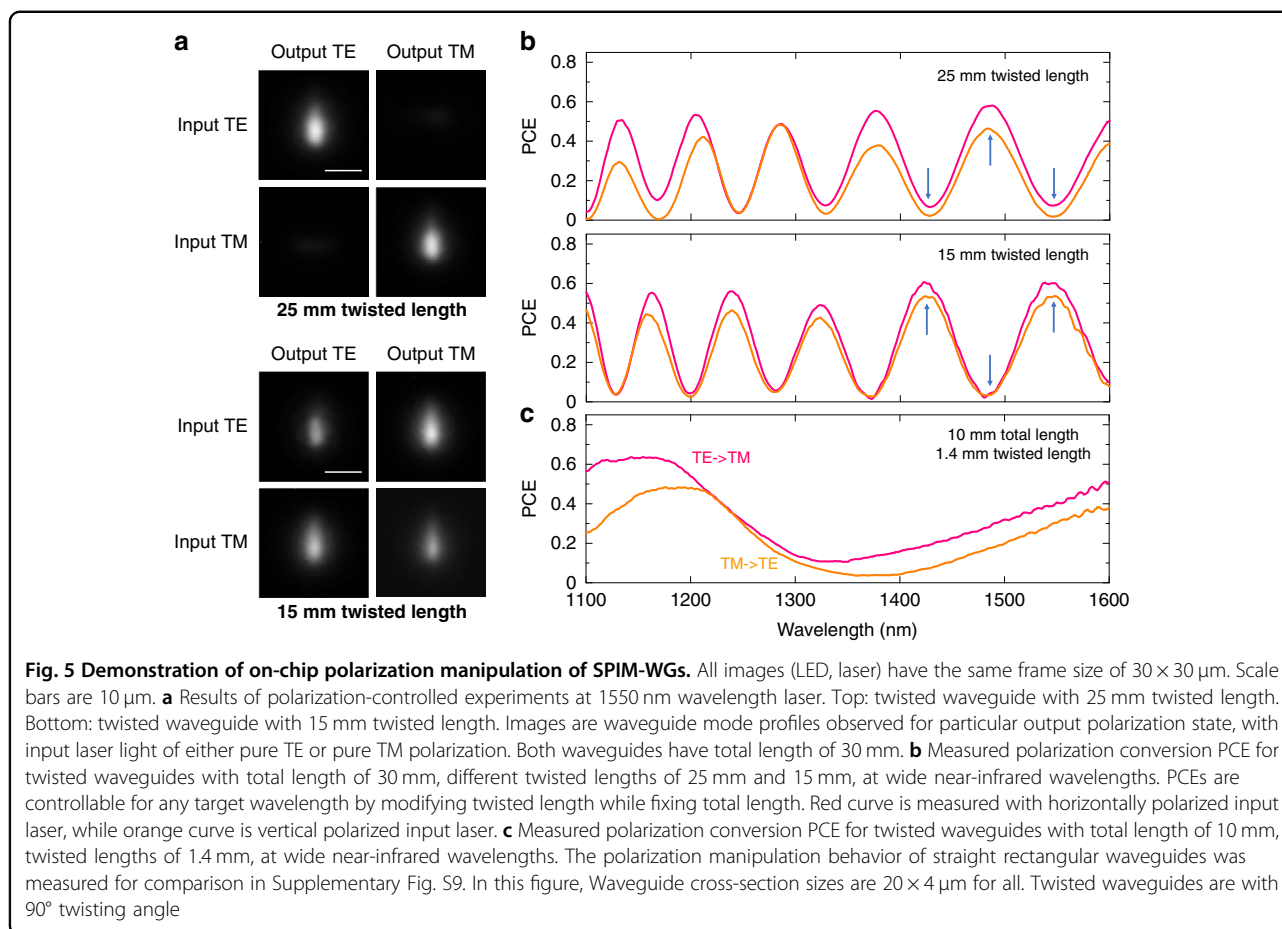 a
Output TE Output TM
Input TE
Input TM
25 mm twisted length
Output TE Output TM
Input TE
Input TM
15 mm twisted length
b
0.8
0.6
0.4
0.2
0
PCE
25 mm twisted length
0.8
0.6
0.4
0.2
0
PCE
15 mm twisted length
c
0.8
0.6
0.4
0.2
0
PCE
10 mm total length
1.4 mm twisted length
TE->TM
TM->TE
1100 1200 1300 1400 1500 1600
Wavelength (nm)
Fig. 5 Demonstration of on-chip polarization manipulation of SPIM-WGs. All images (LED, laser) have the same frame size of 30 × 30 μm. Scale
bars are 10 μm. a Results of polarization-controlled experiments at 1550 nm wavelength laser. Top: twisted waveguide with 25 mm twisted length.
Bottom: twisted waveguide with 15 mm twisted length. Images are waveguide mode profiles observed for particular output polarization state, with
input laser light of either pure TE or pure TM polarization. Both waveguides have total length of 30 mm. b Measured polarization conversion PCE for
twisted waveguides with total length of 30 mm, different twisted lengths of 25 mm and 15 mm, at wide near-infrared wavelengths. PCEs are
controllable for any target wavelength by modifying twisted length while fixing total length. Red curve is measured with horizontally polarized input
laser, while orange curve is vertical polarized input laser. c Measured polarization conversion PCE for twisted waveguides with total length of 10 mm,
twisted lengths of 1.4 mm, at wide near-infrared wavelengths. The polarization manipulation behavior of straight rectangular waveguides was
measured for comparison in Supplementary Fig. S9. In this figure, Waveguide cross-section sizes are 20 × 4 μm for all. Twisted waveguides are with
90° twisting angle